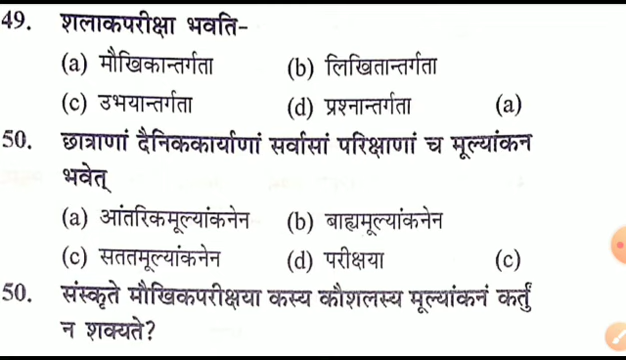 49. शलाकपरीक्षा भवति-
(a) मौखिकान्तर्गता (b) लिखितान्तर्गता
(c) उभयान्तर्गता (d) प्रश्नान्तर्गता (a)
50. छात्राणां दैनिककार्याणां सर्वासां परिक्षाणां च मूल्यांकन
भवेत्
(a) आंतरिकमूल्यांकनेन (b) बाह्यमूल्यांकनेन
(c) सततमूल्यांकनेन (d) परीक्षया (c)
50. संस्कृते मौखिकपरीक्षया कस्य कौशलस्य मूल्यांकनं कर्तुं
न शक्यते?